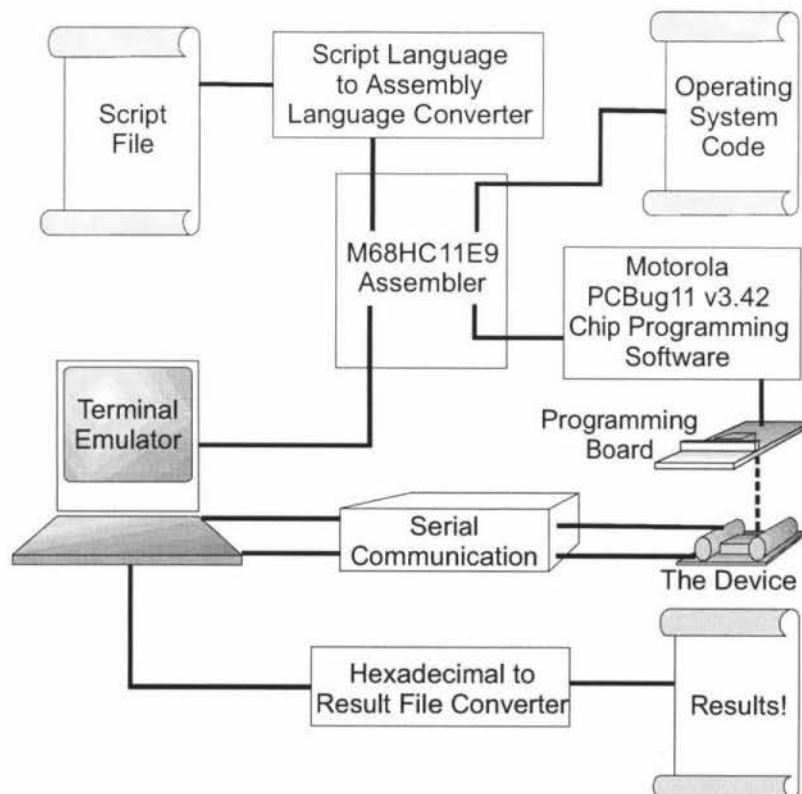 Script
File
Script Language
to Assembly
Language Converter
Operating
System
Code
M68HC11E9
Assembler
Motorola
PCBug11 v3.42
Chip Programming
Software
Terminal
Emulator
Programming
Board
Serial
Communication
The Device
Hexadecimal to
Result File Converter
Results!